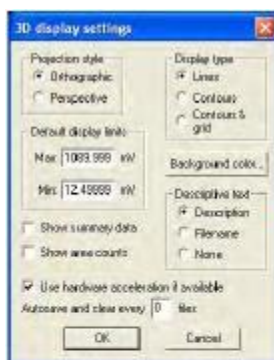 3D display settings
Projection style
Orthographic
Perspective
Default display limits
Max 1089.999 mV
Min 12.49999 mV
Show summary data
Show area counts
Display type
Lines
Contours
Contours & grid
Background color...
Descriptive text
Description
Filename
None
Use hardware acceleration if available
Autosave and clear every 0 files
OK
Cancel